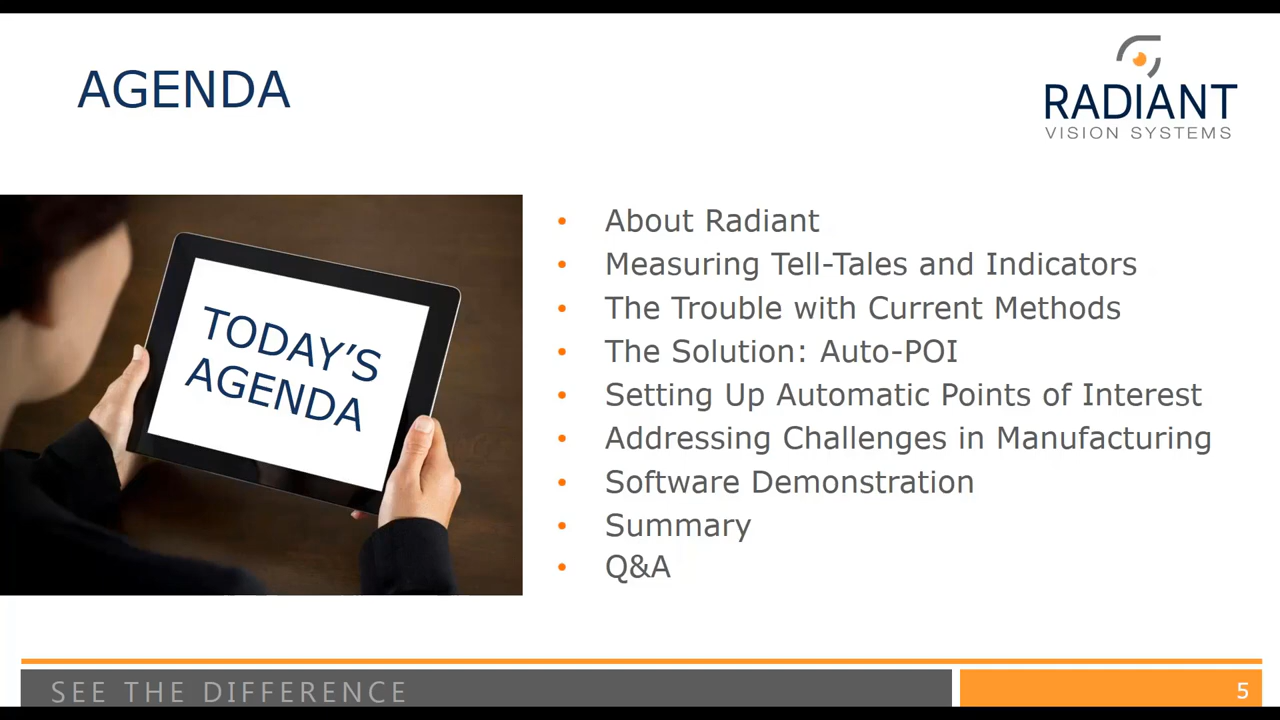 AGENDA
RADIANT
VISION SYSTEMS
TODAY'S
AGENDA
• About Radiant
• Measuring Tell-Tales and Indicators
• The Trouble with Current Methods
• The Solution: Auto-POI
• Setting Up Automatic Points of Interest
• Addressing Challenges in Manufacturing
• Software Demonstration
• Summary
• Q&A
SEE THE DIFFERENCE
5